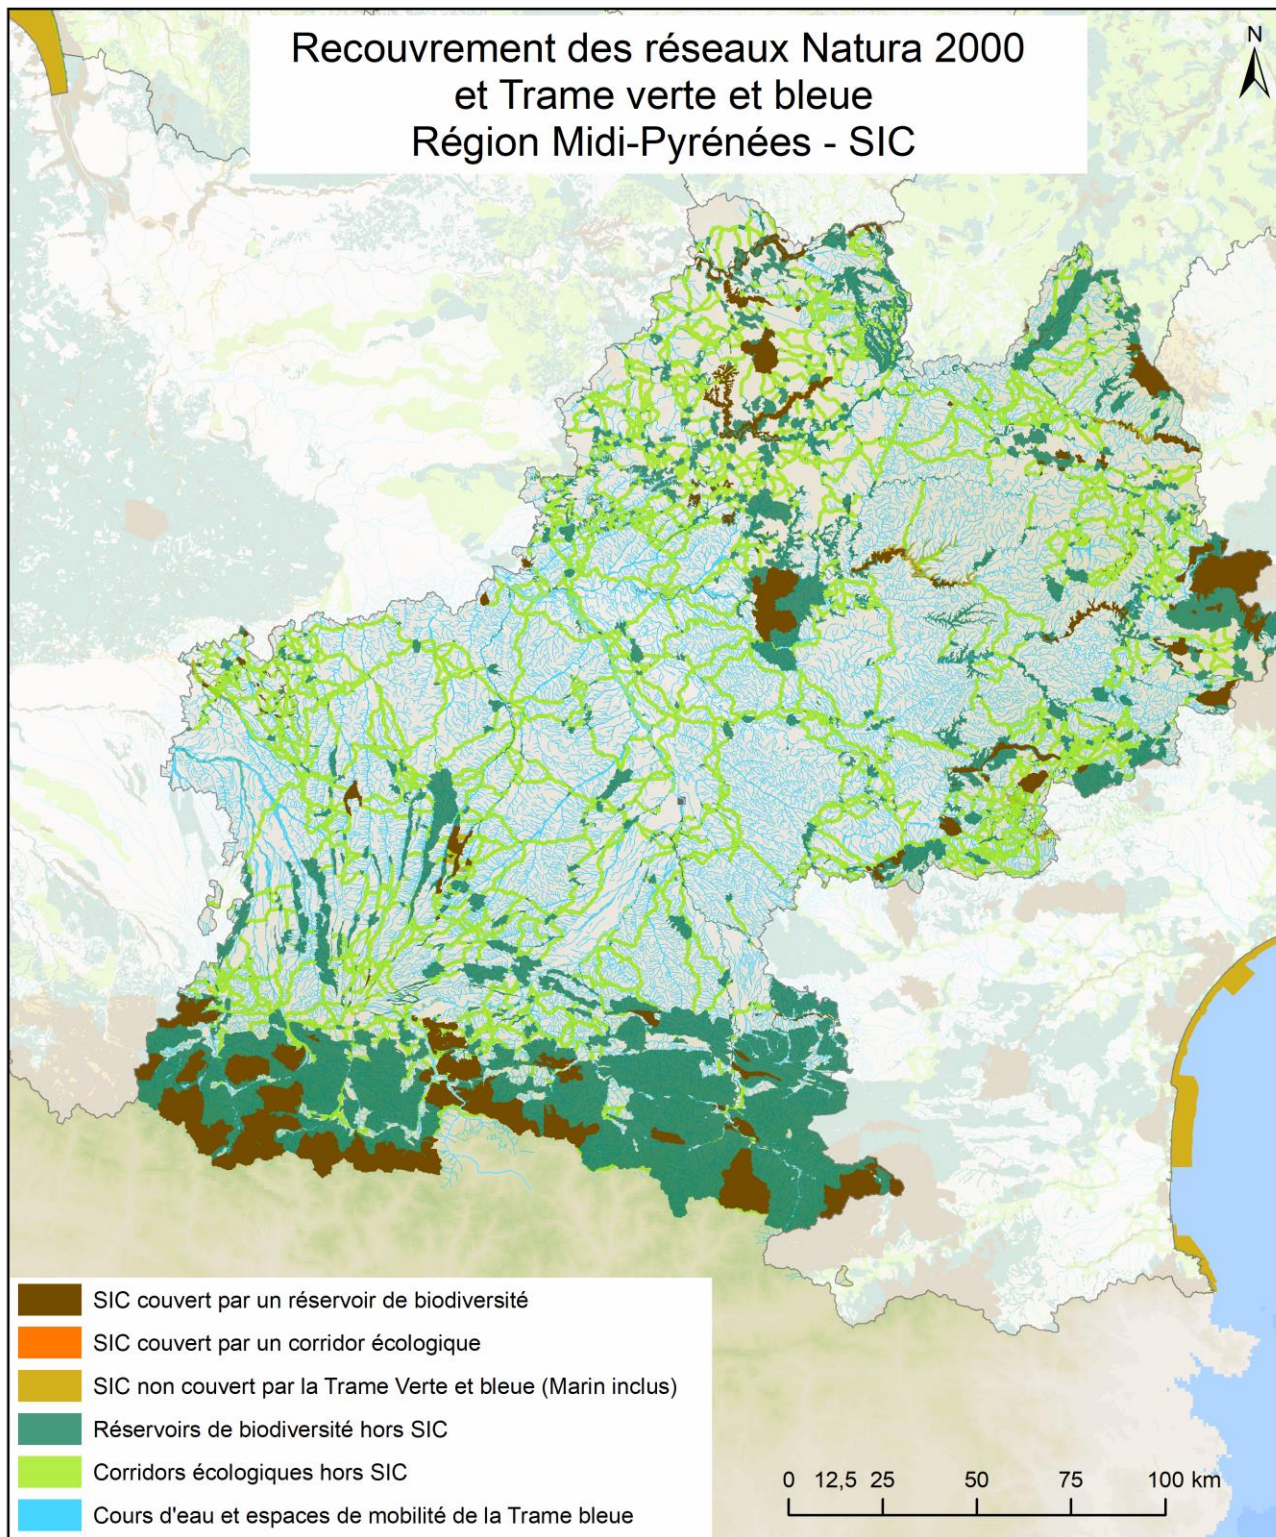 Recouvrement des réseaux Natura 2000
et Trame verte et bleue
Région Midi-Pyrénées - SIC
N
SIC couvert par un réservoir de biodiversité
SIC couvert par un corridor écologique
SIC non couvert par la Trame Verte et bleue (Marin inclus)
Réservoirs de biodiversité hors SIC
Corridors écologiques hors SIC
Cours d'eau et espaces de mobilité de la Trame bleue
0 12,5 25 50 75 100 km